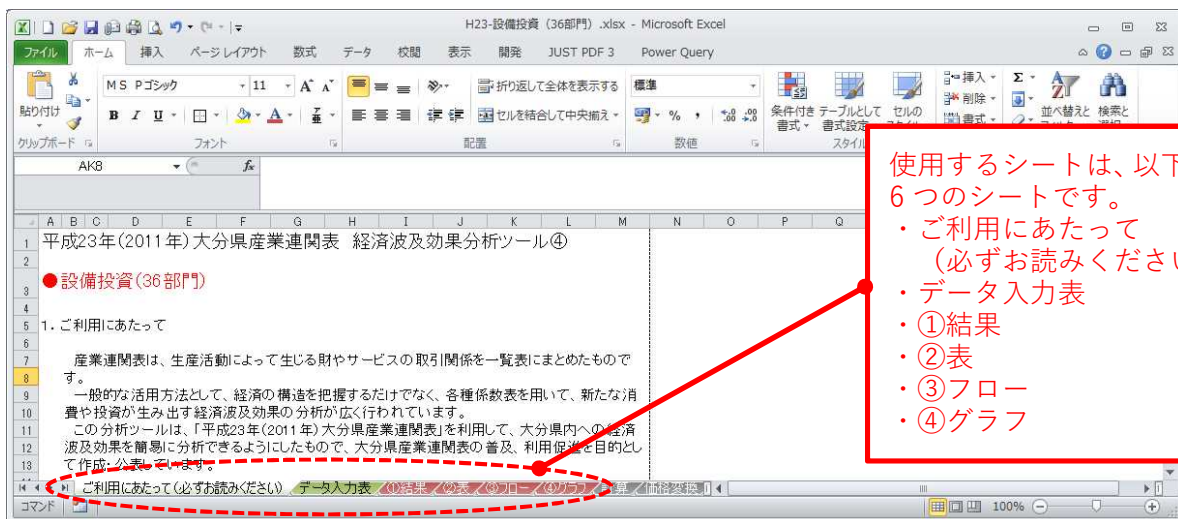 H23-設備投資（36部門）.xlsx - Microsoft Excel
ファイル ホーム 挿入 ページ レイアウト 数式 データ 校閲 表示 開発 JUST PDF 3 Power Query
貼り付け
ＭＳ Ｐゴシック 11 A A 折り返して全体を表示する 標準
B I U A セルを結合して中央揃え % ,
条件付き 書式
テーブルとして 書式設定
セルの
挿入
削除
書式
Σ
並べ替えと
検索と
クリップボード フォント 配置 数値 スタイル
AK8 fx
A B C D E F G H I J K L M N O P Q
1 平成23年(2011年)大分県産業連関表 経済波及効果分析ツール④
2
3 ●設備投資(36部門)
4
5 1．ご利用にあたって
6
7 産業連関表は、生産活動によって生じる財やサービスの取引関係を一覧表にまとめたもので
8 す。
9 一般的な活用方法として、経済の構造を把握するだけでなく、各種係数表を用いて、新たな消
10 費や投資が生み出す経済波及効果の分析が広く行われています。
11 この分析ツールは、「平成23年(2011年)大分県産業連関表」を利用して、大分県内への経済
12 波及効果を簡易に分析できるようにしたもので、大分県産業連関表の普及、利用促進を目的とし
13 て作成・公表しています。
ご利用にあたって(必ずお読みください) データ入力表 ①結果 ②表 ③フロー ④グラフ 計算 価格変換
コマンド 100%
使用するシートは、以下
6つのシートです。
・ご利用にあたって
（必ずお読みください
・データ入力表
・①結果
・②表
・③フロー
・④グラフ